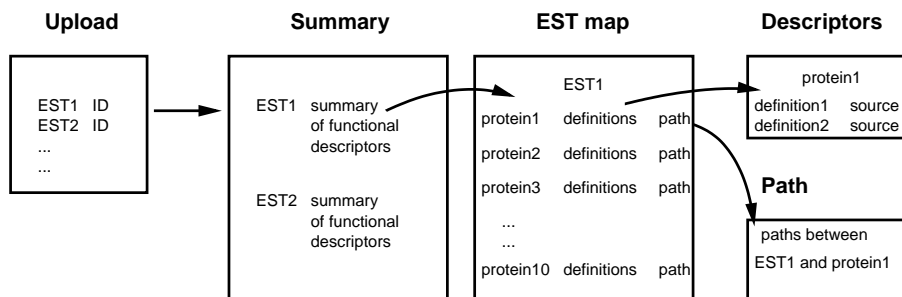 Upload
EST1 ID
EST2 ID
...
...
Summary
EST1 summary
of functional
descriptors
EST2 summary
of functional
descriptors
EST map
EST1
protein1 definitions path
protein2 definitions path
protein3 definitions path
...
...
protein10 definitions path
Descriptors
protein1
definition1 source
definition2 source
Path
paths between
EST1 and protein1